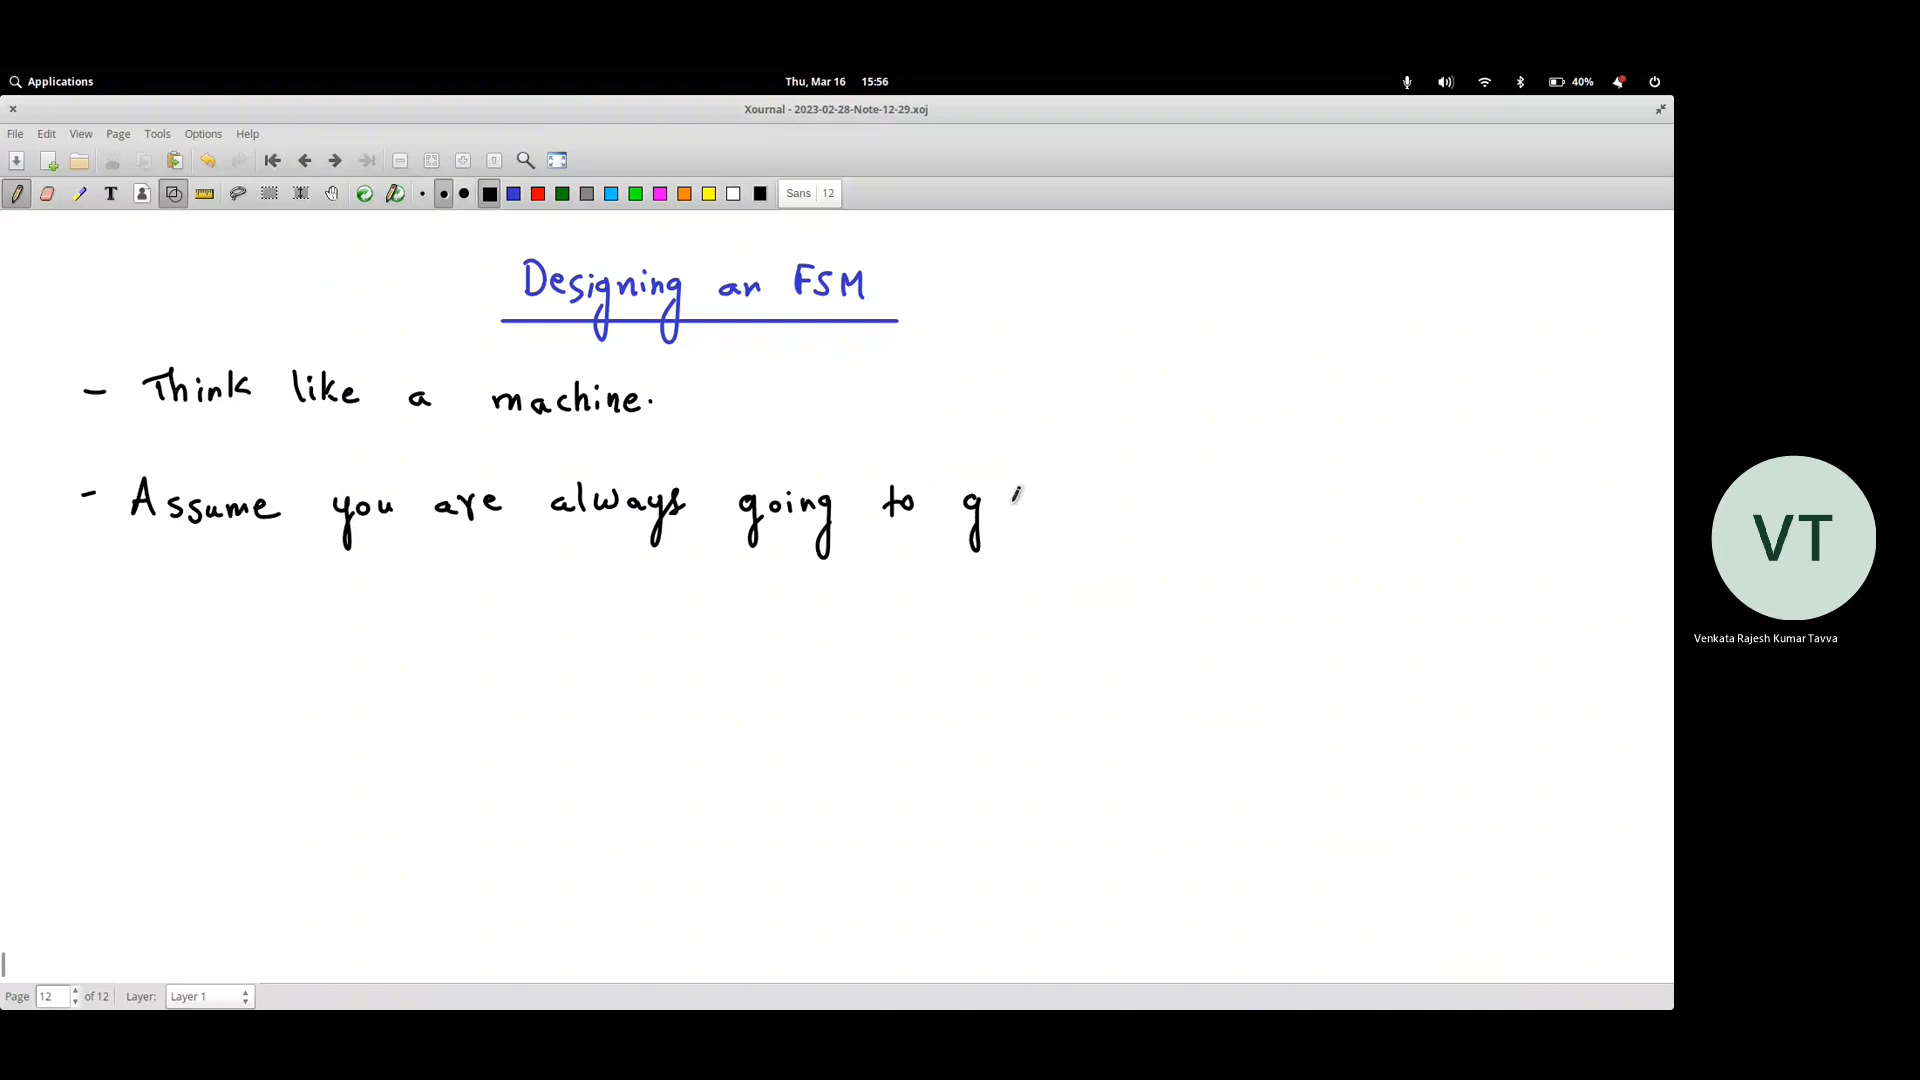 Applications
Thu, Mar 16 15:56
40%
Xournal - 2023-02-28-Note-12-29.xoj
File Edit View Page Tools Options Help
T Sans 12
Designing an FSM
- Think like a machine.
- Assume you are always going to g
VT
Venkata Rajesh Kumar Tavva
Page 12 of 12 Layer: Layer 1